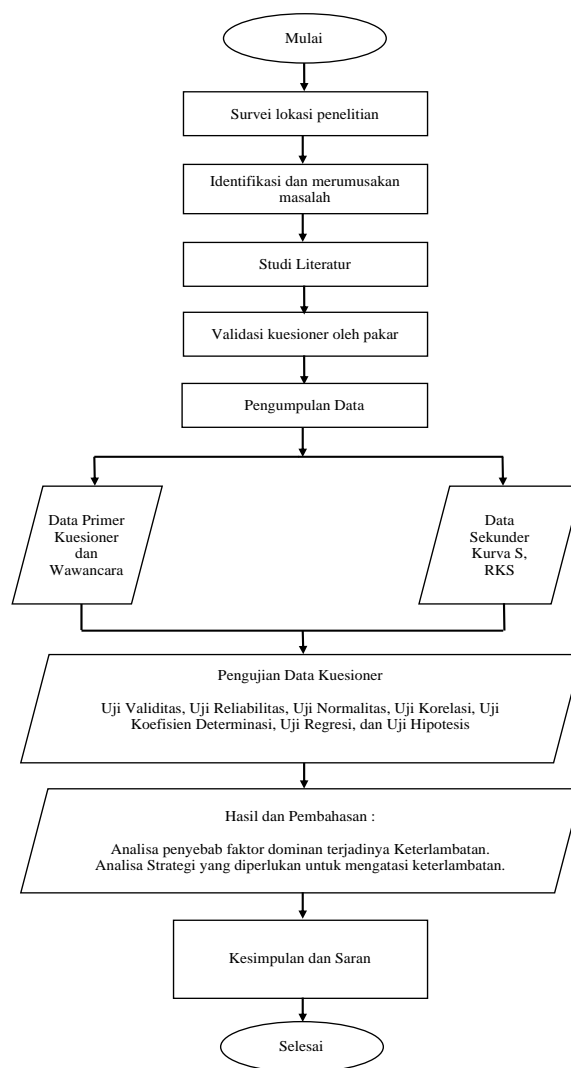 Mulai
Survei lokasi penelitian
Identifikasi dan merumusakan
masalah
Studi Literatur
Validasi kuesioner oleh pakar
Pengumpulan Data
Data Primer
Kuesioner
dan
Wawancara
Data
Sekunder
Kurva S,
RKS
Pengujian Data Kuesioner
Uji Validitas, Uji Reliabilitas, Uji Normalitas, Uji Korelasi, Uji
Koefisien Determinasi, Uji Regresi, dan Uji Hipotesis
Hasil dan Pembahasan :
Analisa penyebab faktor dominan terjadinya Keterlambatan.
Analisa Strategi yang diperlukan untuk mengatasi keterlambatan.
Kesimpulan dan Saran
Selesai